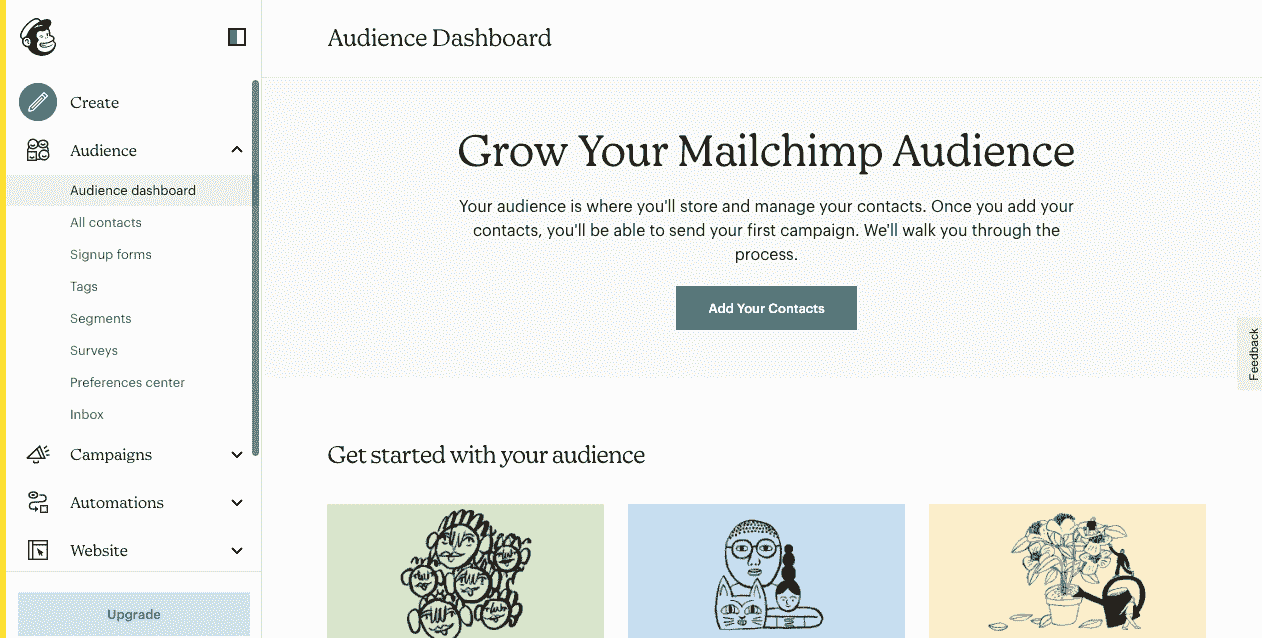 Audience Dashboard
Create
Audience
Audience dashboard
All contacts
Signup forms
Tags
Segments
Surveys
Preferences center
Inbox
Campaigns
Automations
Website
Upgrade
Grow Your Mailchimp Audience
Your audience is where you'll store and manage your contacts. Once you add your
contacts, you'll be able to send your first campaign. We'll walk you through the
process.
Add Your Contacts
Feedback
Get started with your audience